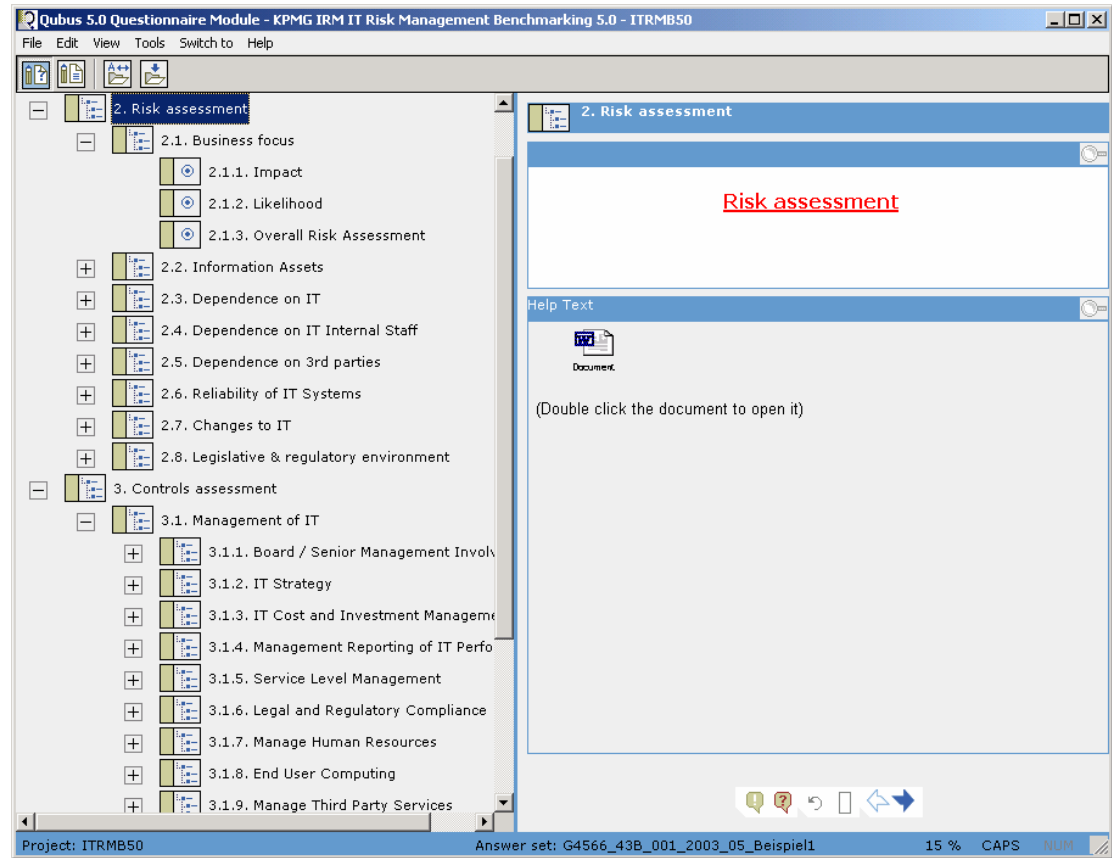 Qubus 5.0 Questionnaire Module - KPMG IRM IT Risk Management Benchmarking 5.0 - ITRMB50
File Edit View Tools Switch to Help
2. Risk assessment
2.1. Business focus
2.1.1. Impact
2.1.2. Likelihood
2.1.3. Overall Risk Assessment
2.2. Information Assets
2.3. Dependence on IT
2.4. Dependence on IT Internal Staff
2.5. Dependence on 3rd parties
2.6. Reliability of IT Systems
2.7. Changes to IT
2.8. Legislative & regulatory environment
3. Controls assessment
3.1. Management of IT
3.1.1. Board / Senior Management Involv
3.1.2. IT Strategy
3.1.3. IT Cost and Investment Manageme
3.1.4. Management Reporting of IT Perfo
3.1.5. Service Level Management
3.1.6. Legal and Regulatory Compliance
3.1.7. Manage Human Resources
3.1.8. End User Computing
3.1.9. Manage Third Party Services
2. Risk assessment
Risk assessment
Help Text
Document
(Double click the document to open it)
Project: ITRMB50 Answer set: G4566_43B_001_2003_05_Beispiel1 15 % CAPS NUM